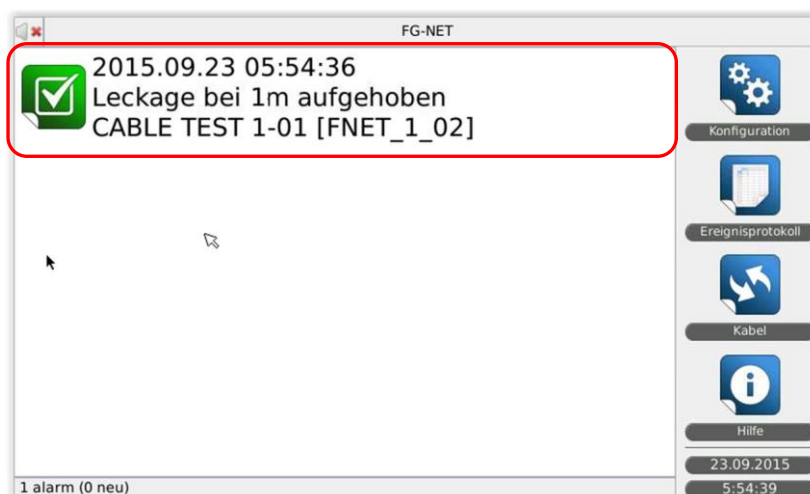 FG-NET
2015.09.23 05:54:36
Leckage bei 1m aufgehoben
CABLE TEST 1-01 [FNET_1_02]
Konfiguration
Ereignisprotokoll
Kabel
Hilfe
23.09.2015
5:54:39
1 alarm (0 neu)